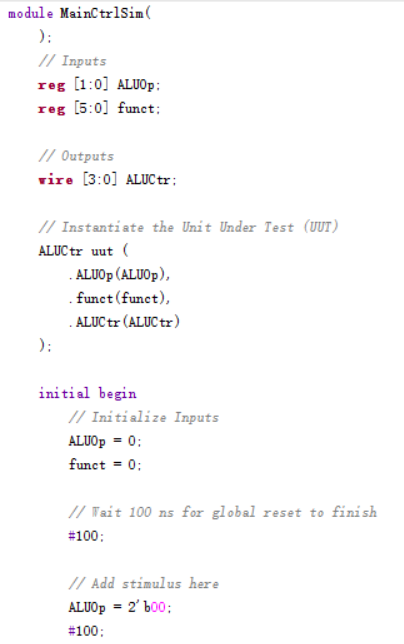 module MainCtrlSim(
);
// Inputs
reg [1:0] ALUOp;
reg [5:0] funct;
// Outputs
wire [3:0] ALUCtr;
// Instantiate the Unit Under Test (UUT)
ALUCtr uut (
.ALUOp(ALUOp),
.funct(funct),
.ALUCtr(ALUCtr)
);
initial begin
// Initialize Inputs
ALUOp = 0;
funct = 0;
// Wait 100 ns for global reset to finish
#100;
// Add stimulus here
ALUOp = 2'b00;
#100;